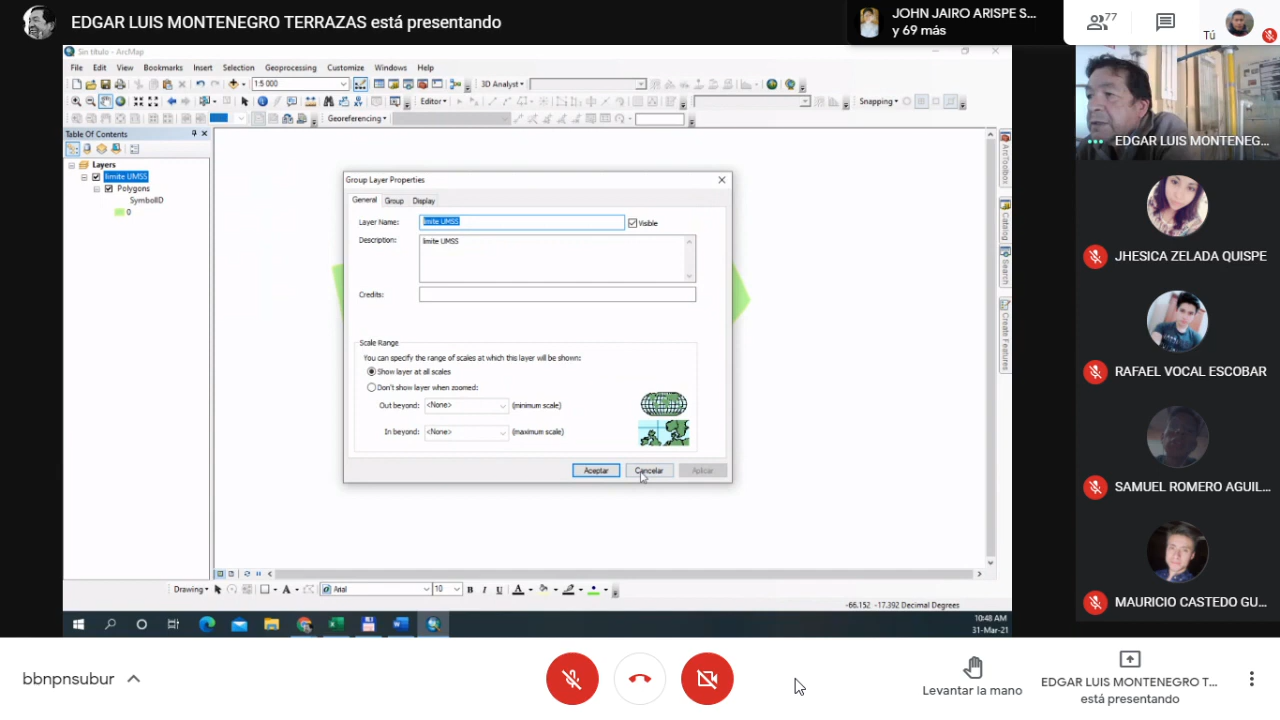 EDGAR LUIS MONTENEGRO TERRAZAS está presentando
JOHN JAIRO ARISPE S...
y 69 más
77
Tú
Sin título - ArcMap
File Edit View Bookmarks Insert Selection Geoprocessing Customize Windows Help
1:5 000
3D Analyst
Editor
Snapping
Georeferencing
Table Of Contents
Layers
limite UMSS
Polygons
SymbolID
0
Group Layer Properties
General Group Display
Layer Name: limite UMSS Visible
Description: limite UMSS
Credits:
Scale Range
You can specify the range of scales at which this layer will be shown:
Show layer at all scales
Don't show layer when zoomed:
Out beyond: <None> (minimum scale)
In beyond: <None> (maximum scale)
Aceptar Cancelar Aplicar
ArcToolbox
Catalog
Search
Create Features
Drawing A Arial 10 B I U A
-66.152 -17.392 Decimal Degrees
10:48 AM
31-Mar-21
EDGAR LUIS MONTENEG...
JHESICA ZELADA QUISPE
RAFAEL VOCAL ESCOBAR
SAMUEL ROMERO AGUIL...
MAURICIO CASTEDO GU...
bbnpnsubur
Levantar la mano
EDGAR LUIS MONTENEGRO T...
está presentando